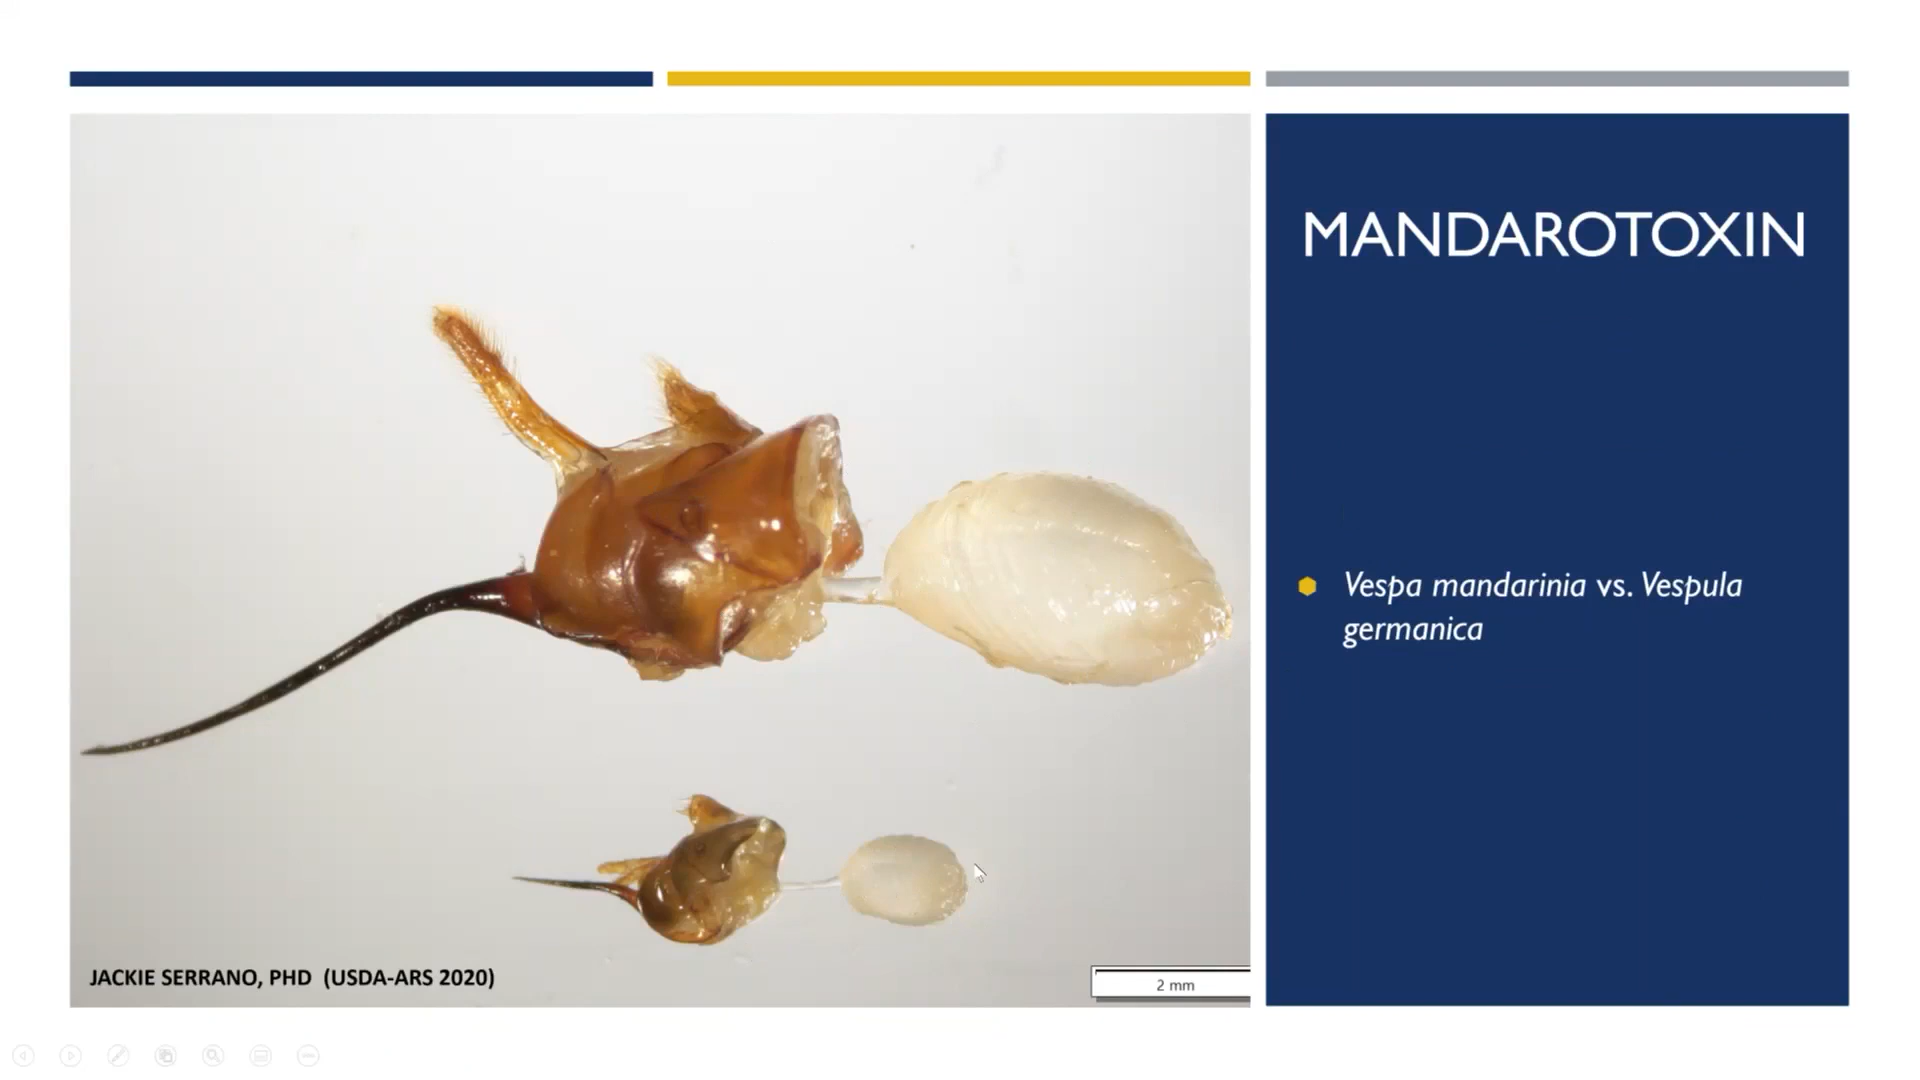 MANDAROTOXIN
Vespa mandarinia vs. Vespula
germanica
JACKIE SERRANO, PHD (USDA-ARS 2020)
2 mm